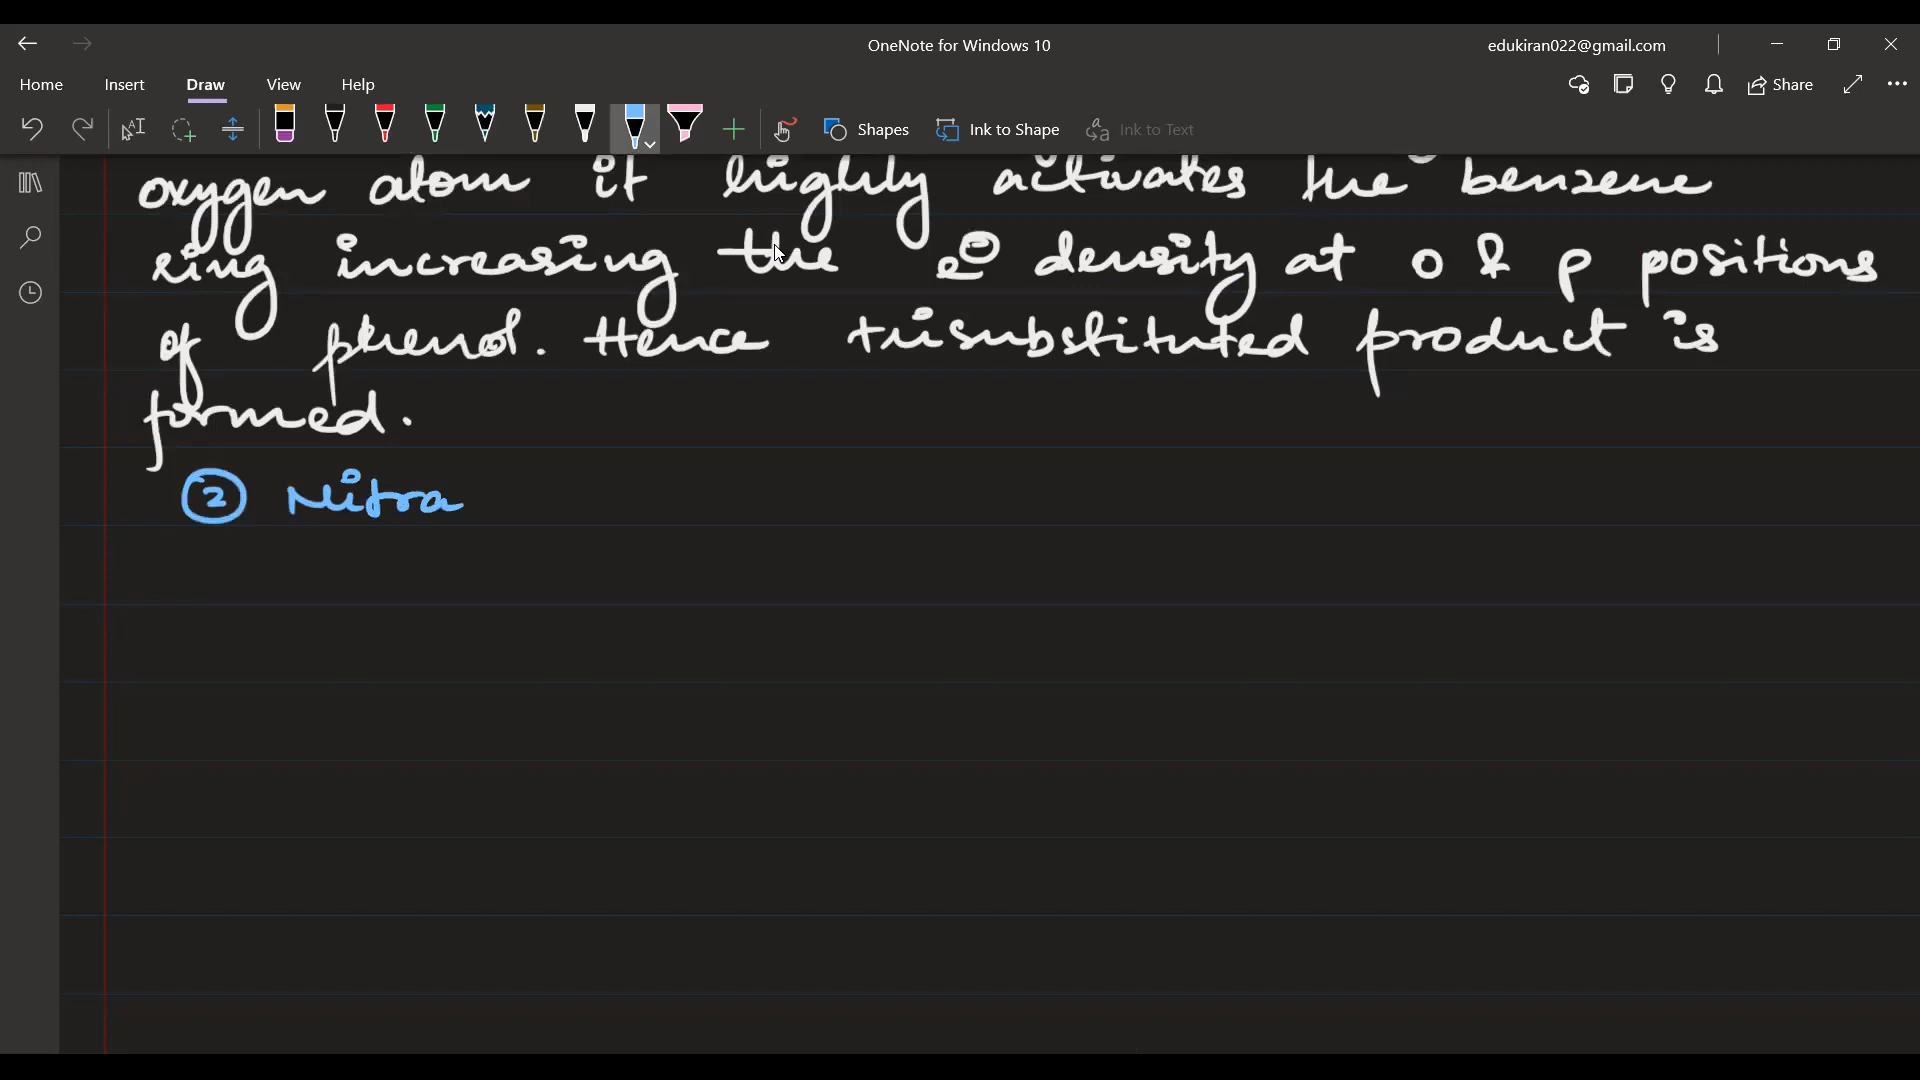 OneNote for Windows 10
edukiran022@gmail.com
Home Insert Draw View Help
Share
Shapes Ink to Shape Ink to Text
oxygen atom it highly activates the benzene
ring increasing the e⊖ density at o & p positions
of phenol. Hence trisubstituted product is
formed.
② Nitra